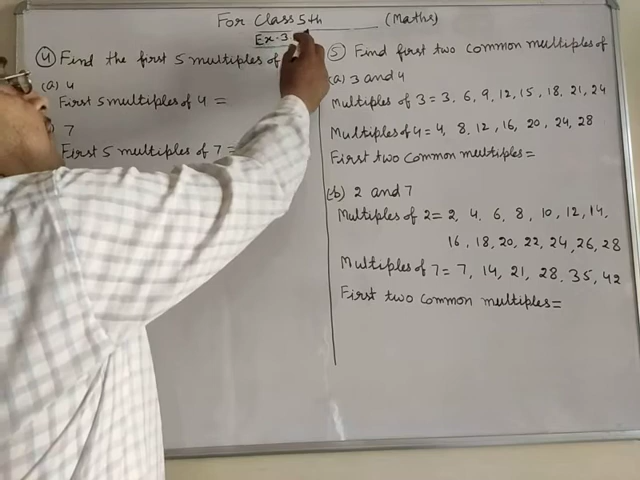 For Class 5th (Maths)
Ex-3
④ Find the first 5 multiples of
(a) 4
First 5 multiples of 4 =
7
First 5 multiples of 7 =
⑤ Find first two common multiples of
(a) 3 and 4
Multiples of 3 = 3, 6, 9, 12, 15, 18, 21, 24
Multiples of 4 = 4, 8, 12, 16, 20, 24, 28
First two common multiples =
(b) 2 and 7
Multiples of 2 = 2, 4, 6, 8, 10, 12, 14,
16, 18, 20, 22, 24, 26, 28
Multiples of 7 = 7, 14, 21, 28, 35, 42
First two common multiples =